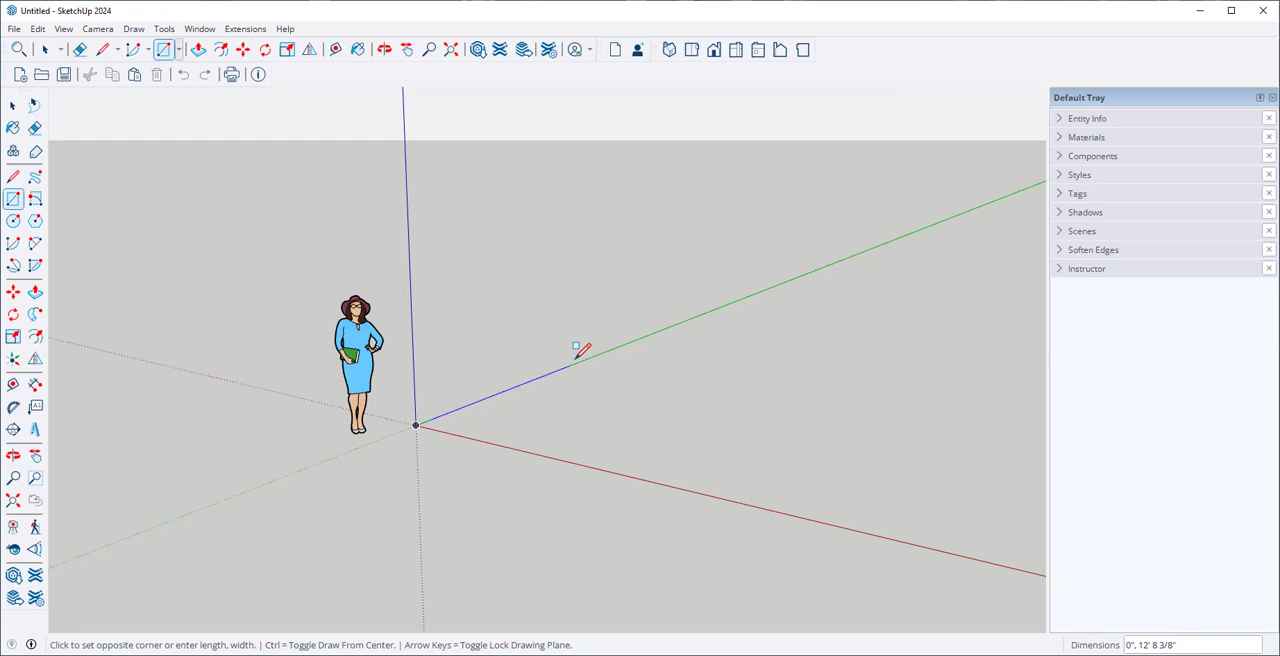 Untitled - SketchUp 2024
File Edit View Camera Draw Tools Window Extensions Help
Default Tray
Entity Info
Materials
Components
Styles
Tags
Shadows
Scenes
Soften Edges
Instructor
A1
A
Click to set opposite corner or enter length, width. | Ctrl = Toggle Draw From Center. | Arrow Keys = Toggle Lock Drawing Plane.
Dimensions 0", 12' 8 3/8"